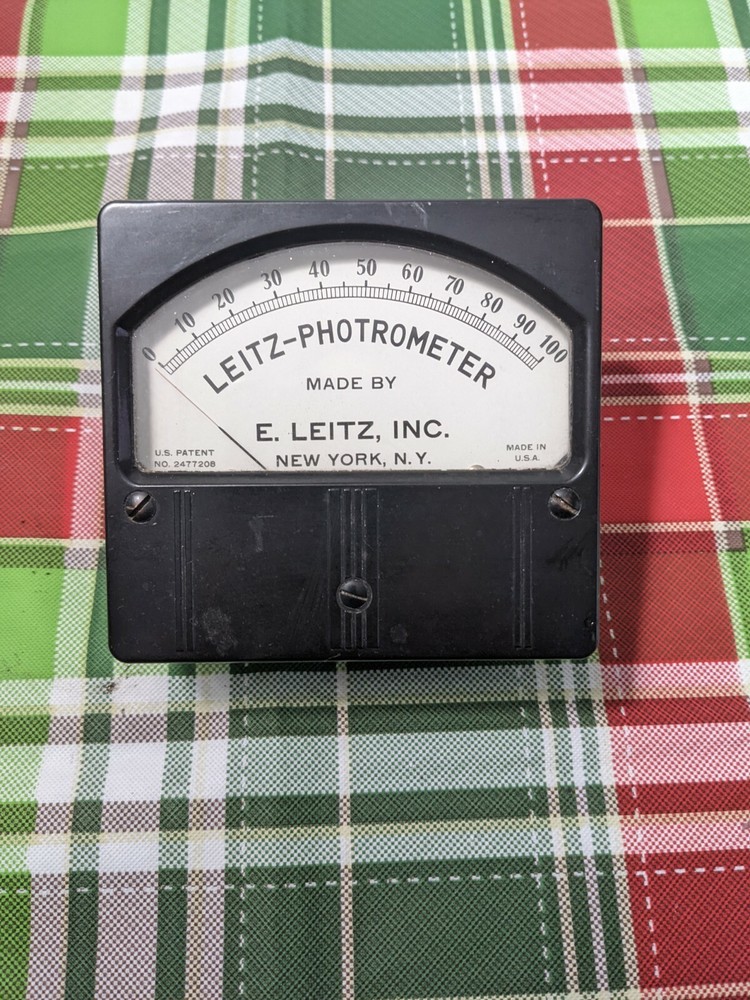 0 10 20 30 40 50 60 70 80 90 100
LEITZ-PHOTROMETER
MADE BY
E. LEITZ, INC.
NEW YORK, N.Y.
U.S. PATENT
NO. 2477208
MADE IN
U.S.A.